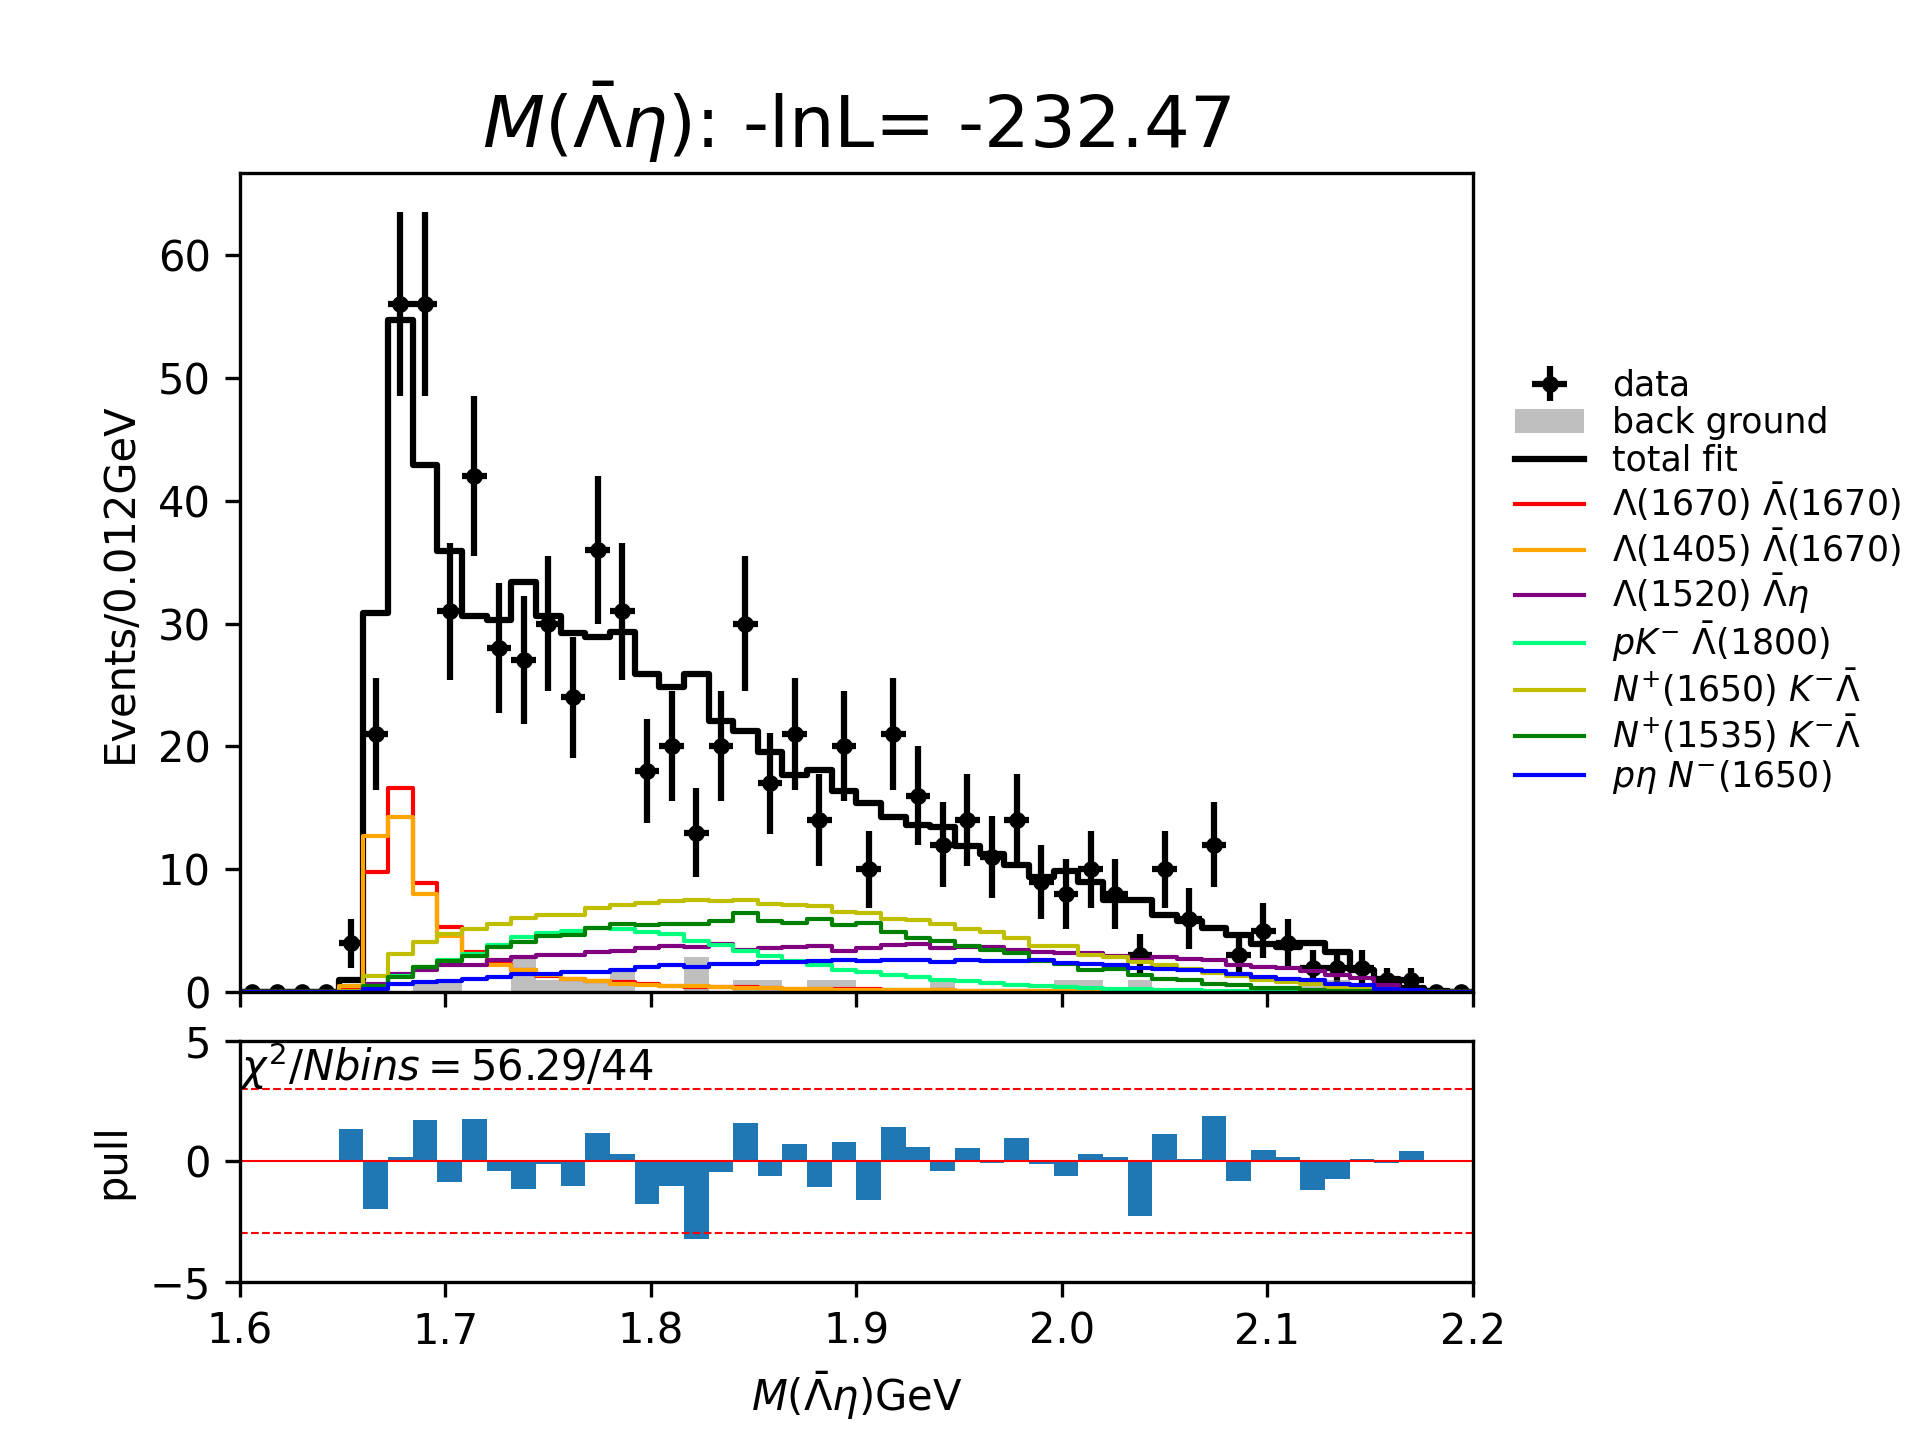 M(Λ̄η): -lnL= -232.47
Events/0.012GeV
60
50
40
30
20
10
0
data
back ground
total fit
Λ(1670) Λ̄(1670)
Λ(1405) Λ̄(1670)
Λ(1520) Λ̄η
pK⁻ Λ̄(1800)
N⁺(1650) K⁻Λ̄
N⁺(1535) K⁻Λ̄
pη N⁻(1650)
χ²/Nbins = 56.29/44
pull
5
0
−5
1.6 1.7 1.8 1.9 2.0 2.1 2.2
M(Λ̄η)GeV